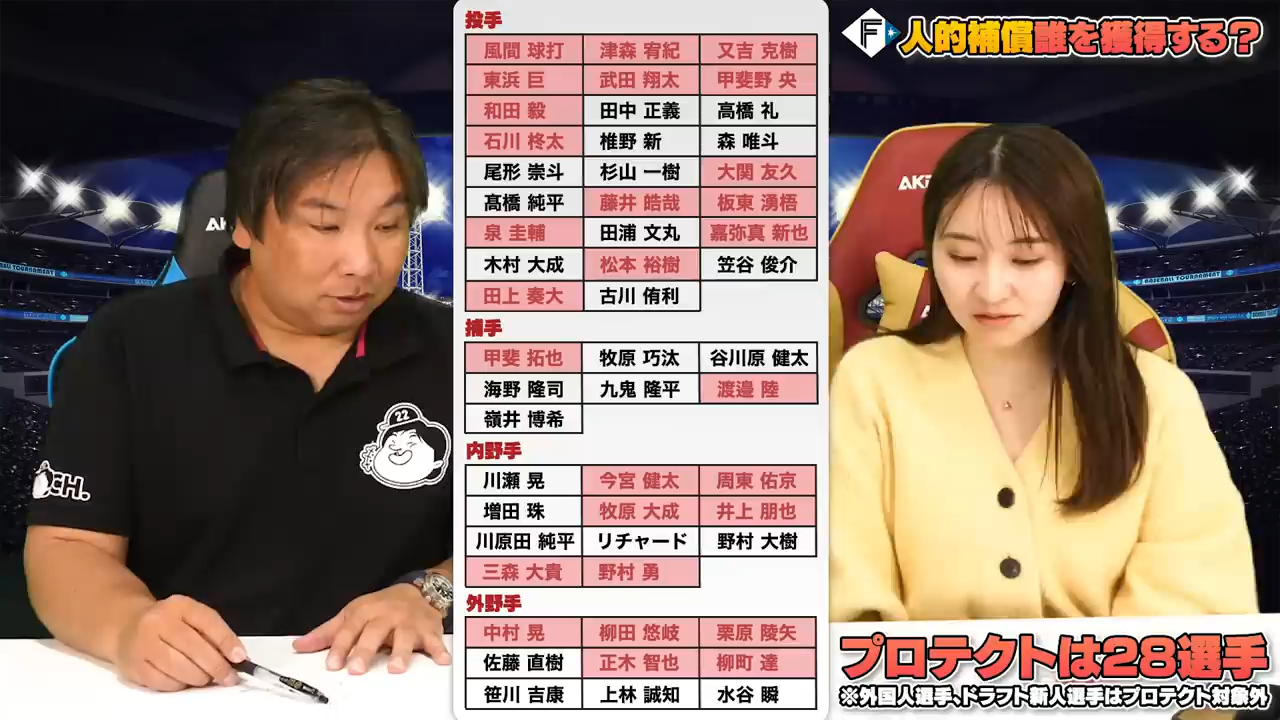 投手
風間 球打 津森 宥紀 又吉 克樹
東浜 巨 武田 翔太 甲斐野 央
和田 毅 田中 正義 高橋 礼
石川 柊太 椎野 新 森 唯斗
尾形 崇斗 杉山 一樹 大関 友久
髙橋 純平 藤井 皓哉 板東 湧梧
泉 圭輔 田浦 文丸 嘉弥真 新也
木村 大成 松本 裕樹 笠谷 俊介
田上 奏大 古川 侑利
捕手
甲斐 拓也 牧原 巧汰 谷川原 健太
海野 隆司 九鬼 隆平 渡邉 陸
嶺井 博希
内野手
川瀬 晃 今宮 健太 周東 佑京
増田 珠 牧原 大成 井上 朋也
川原田 純平 リチャード 野村 大樹
三森 大貴 野村 勇
外野手
中村 晃 柳田 悠岐 栗原 陵矢
佐藤 直樹 正木 智也 柳町 達
笹川 吉康 上林 誠知 水谷 瞬
F 人的補償誰を獲得する?
プロテクトは28選手
※外国人選手、ドラフト新人選手はプロテクト対象外
22
CH.
BASEBALL TOURNAMENT